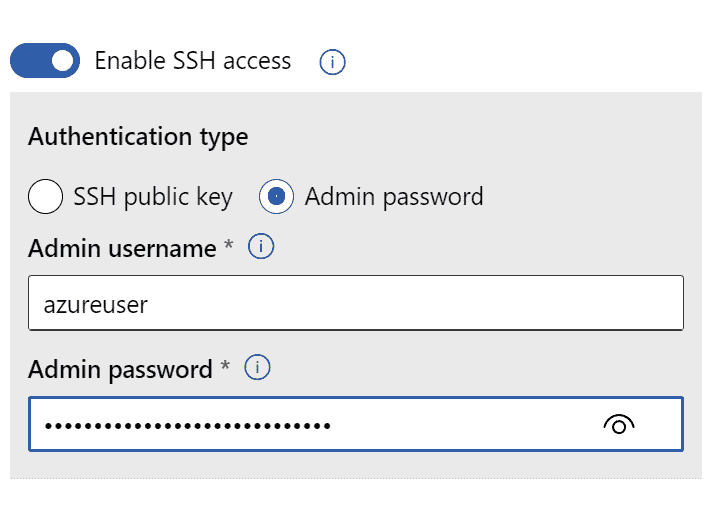 Enable SSH access
Authentication type
SSH public key Admin password
Admin username *
azureuser
Admin password *
•••••••••••••••••••••••••••••